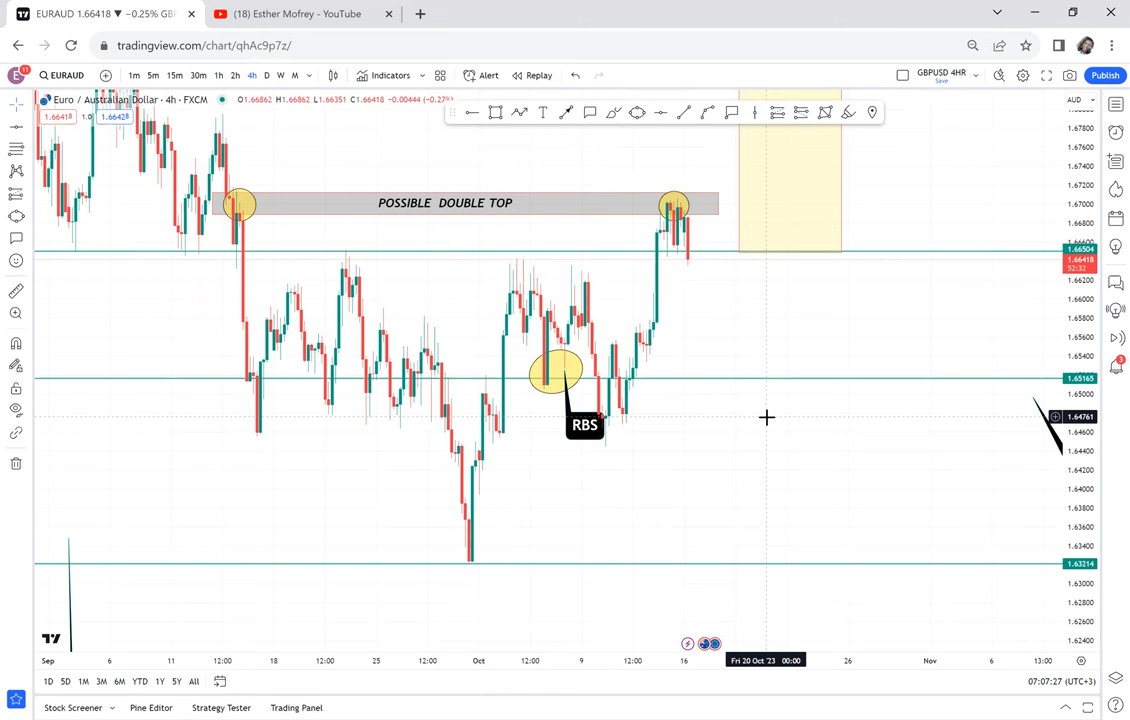 EURAUD 1.66418 ▼ −0.25% GBP
(18) Esther Mofrey - YouTube
tradingview.com/chart/qhAc9p7z/
E 11 EURAUD 1m 5m 15m 30m 1h 2h 4h D W M Indicators Alert Replay GBPUSD 4HR Save Publish
Euro / Australian Dollar · 4h · FXCM O1.66862 H1.66862 L1.66351 C1.66418 −0.00444 (−0.27%) AUD
1.66418 1.0 1.66428
1.67800
1.67600
1.67400
1.67200
POSSIBLE DOUBLE TOP
1.67000
1.66800
1.66504
1.66418
52:32
1.66200
1.66000
1.65800
1.65600
1.65400
1.65165
1.65000
1.64761
RBS
1.64600
1.64400
1.64200
1.64000
1.63800
1.63600
1.63400
1.63214
1.63000
1.62800
1.62600
1.62400
Sep 6 11 12:00 18 12:00 25 12:00 Oct 12:00 9 12:00 16 Fri 20 Oct '23 00:00 26 Nov 6 13:00
1D 5D 1M 3M 6M YTD 1Y 5Y All 07:07:27 (UTC+3)
Stock Screener Pine Editor Strategy Tester Trading Panel
3